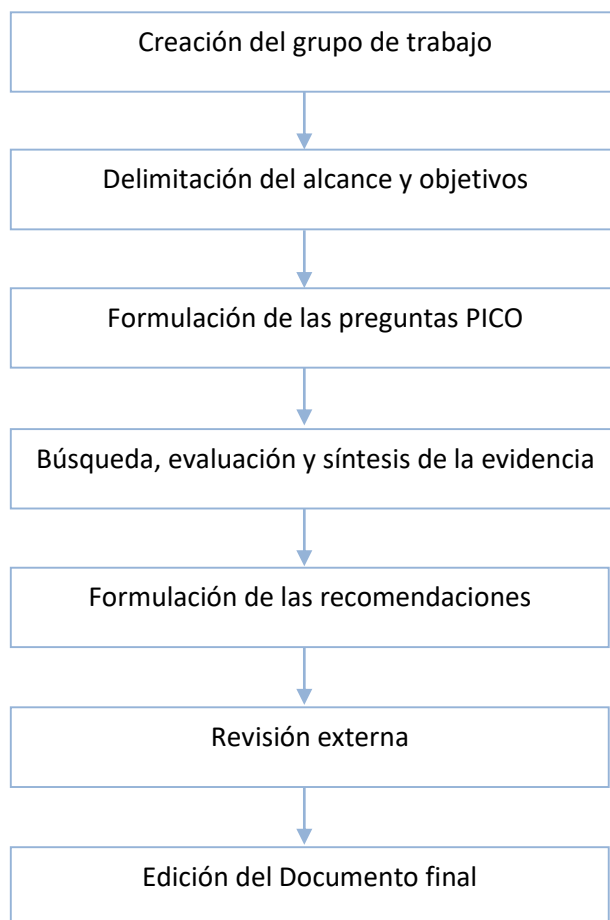 Creación del grupo de trabajo
Delimitación del alcance y objetivos
Formulación de las preguntas PICO
Búsqueda, evaluación y síntesis de la evidencia
Formulación de las recomendaciones
Revisión externa
Edición del Documento final